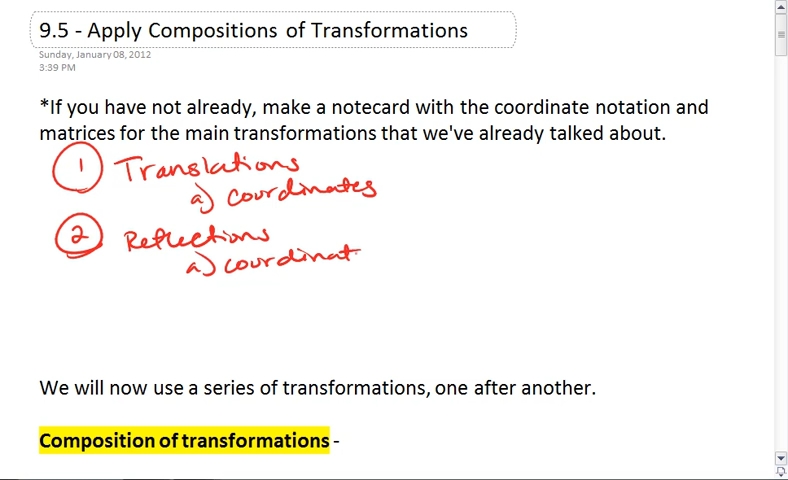 9.5 - Apply Compositions of Transformations
Sunday, January 08, 2012
3:39 PM
*If you have not already, make a notecard with the coordinate notation and
matrices for the main transformations that we've already talked about.
1 Translations
a) coordinates
2 Reflections
a) coordinat
We will now use a series of transformations, one after another.
Composition of transformations -